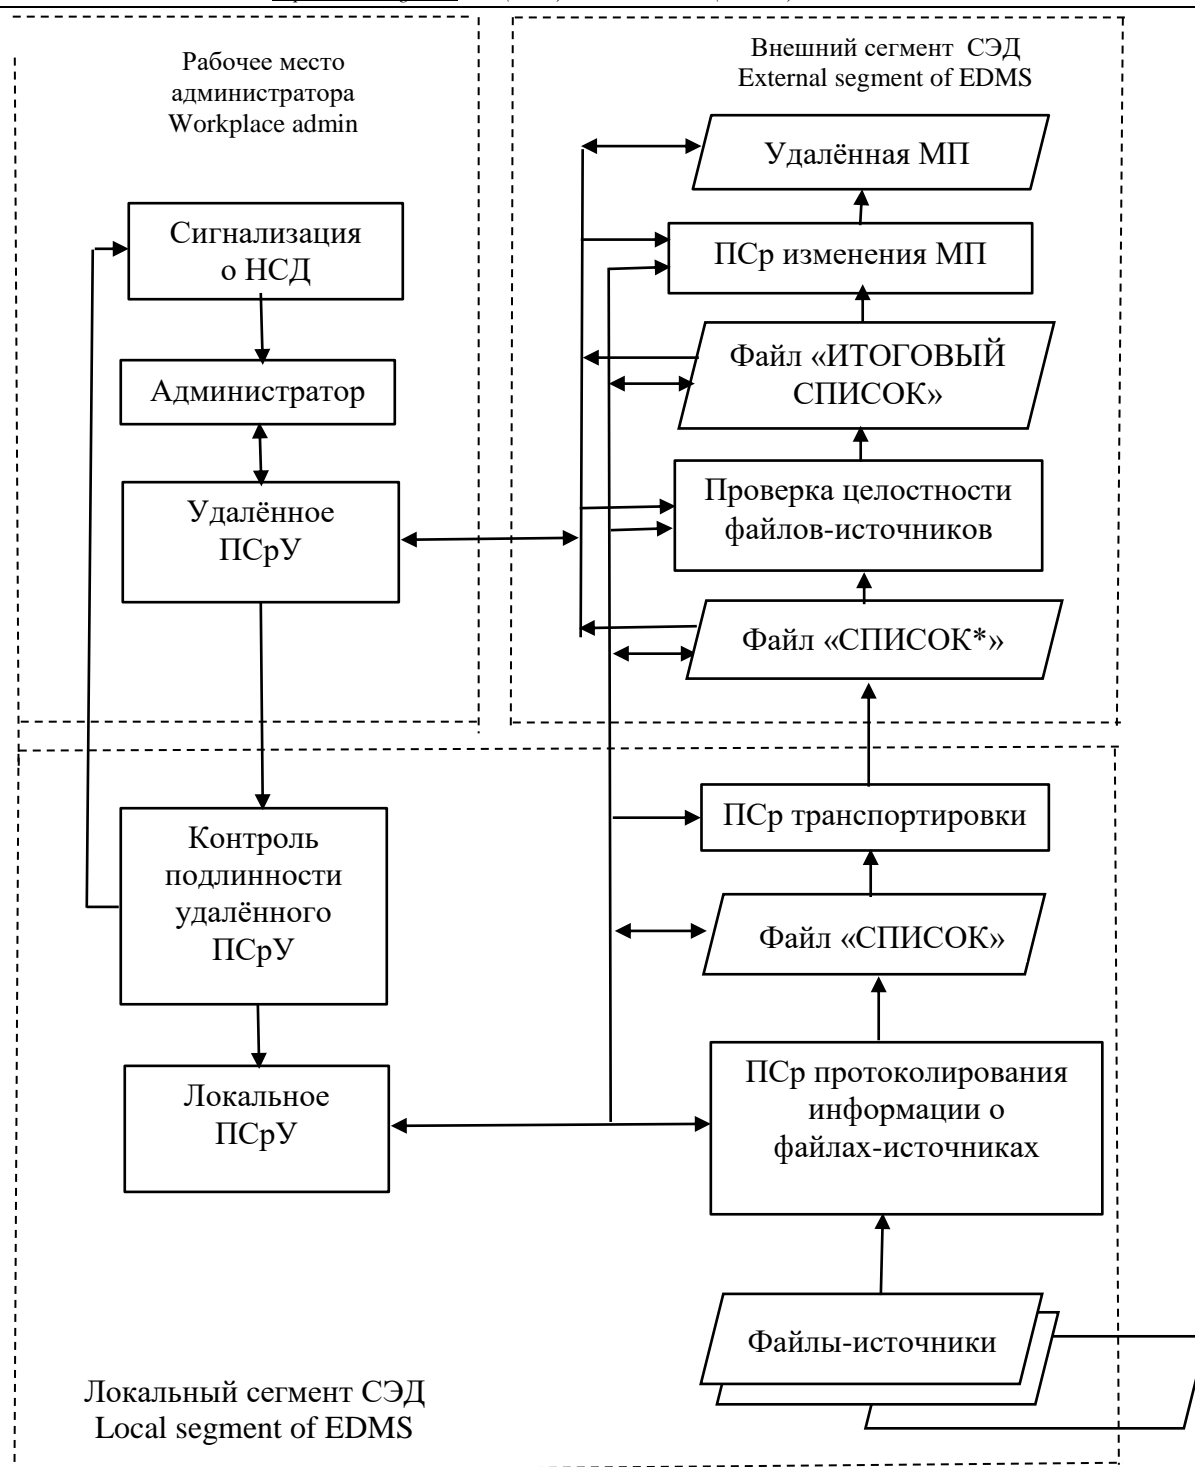 Рабочее место
администратора
Workplace admin
Сигнализация
о НСД
Администратор
Удалённое
ПСрУ
Внешний сегмент СЭД
External segment of EDMS
Удалённая МП
ПСр изменения МП
Файл «ИТОГОВЫЙ
СПИСОК»
Проверка целостности
файлов-источников
Файл «СПИСОК*»
Контроль
подлинности
удалённого
ПСрУ
Локальное
ПСрУ
ПСр транспортировки
Файл «СПИСОК»
ПСр протоколирования
информации о
файлах-источниках
Файлы-источники
Локальный сегмент СЭД
Local segment of EDMS